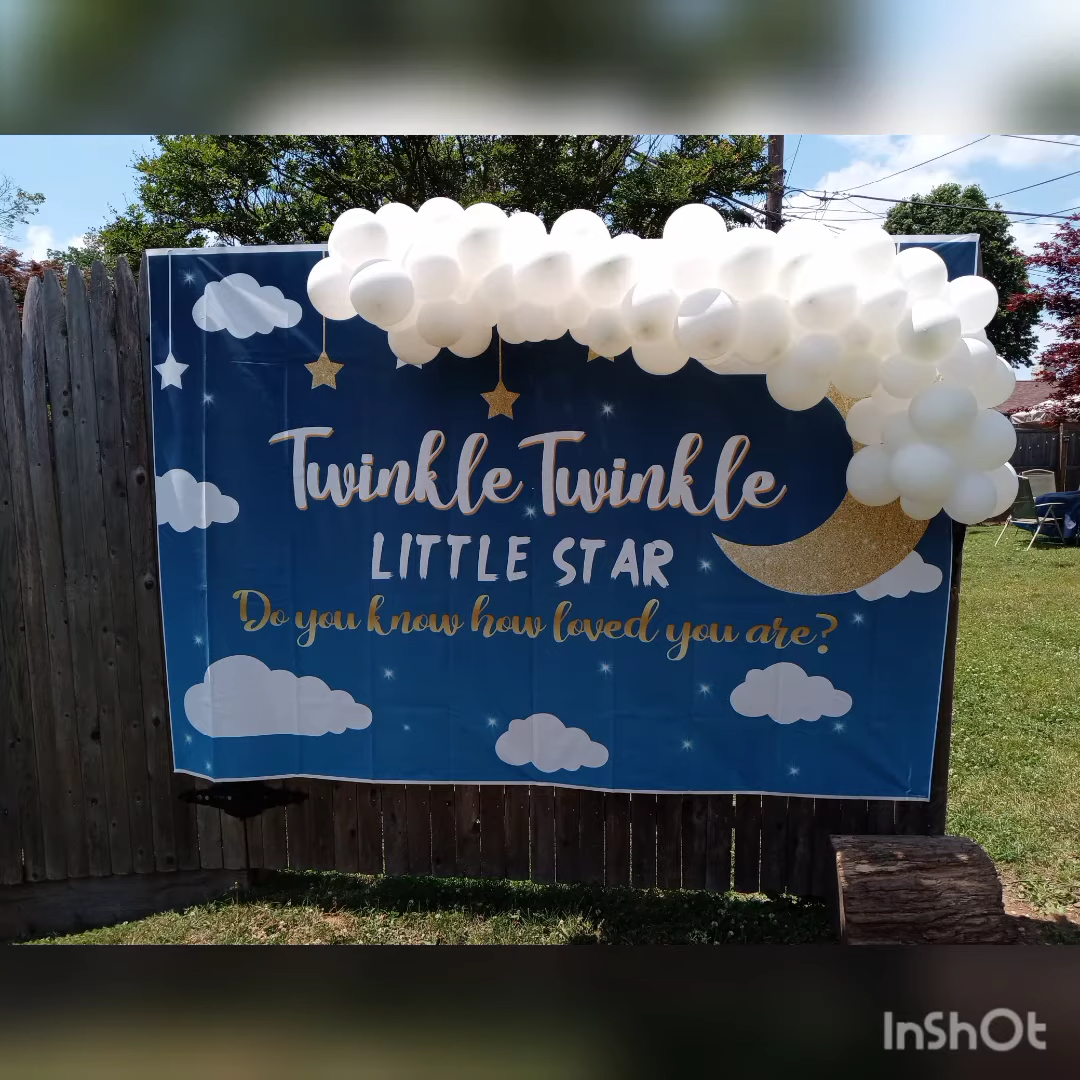 Twinkle Twinkle
LITTLE STAR
Do you know how loved you are?
InShOt